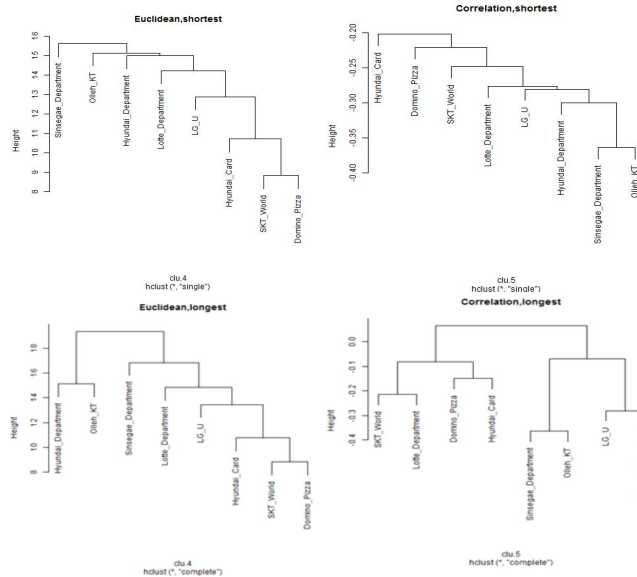 Euclidean,shortest
Height
16
15
14
13
12
11
10
9
8
Sinsegae_Department
Olleh_KT
Hyundai_Department
Lotte_Department
LG_U
Hyundai_Card
SKT_World
Domino_Pizza
clu.4
hclust (*, "single")
Correlation,shortest
Height
-0.20
-0.25
-0.30
-0.35
-0.40
Hyundai_Card
Domino_Pizza
SKT_World
Lotte_Department
LG_U
Hyundai_Department
Sinsegae_Department
Olleh_KT
clu.5
hclust (*, "single")
Euclidean,longest
Height
18
16
14
12
10
8
Hyundai_Department
Olleh_KT
Sinsegae_Department
Lotte_Department
LG_U
Hyundai_Card
SKT_World
Domino_Pizza
clu.4
hclust (*, "complete")
Correlation,longest
Height
0.0
-0.1
-0.2
-0.3
-0.4
SKT_World
Lotte_Department
Domino_Pizza
Hyundai_Card
Sinsegae_Department
Olleh_KT
LG_U
clu.5
hclust (*, "complete")